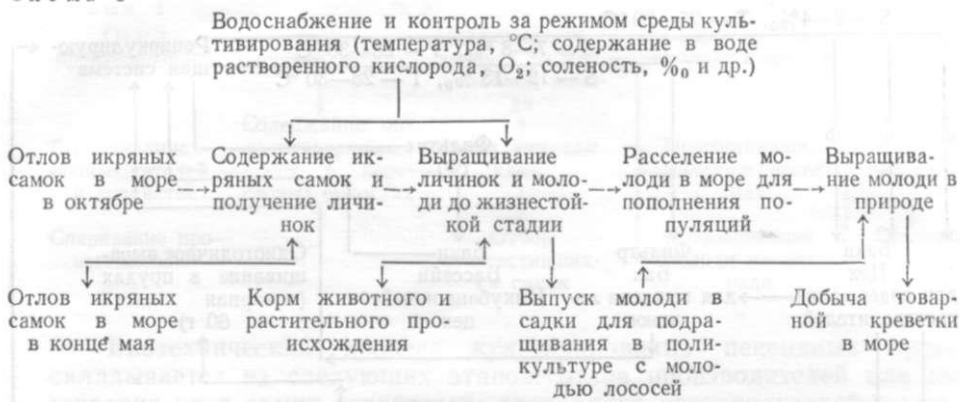 Водоснабжение и контроль за режимом среды куль-
тивирования (температура, °С; содержание в воде
растворенного кислорода, O₂; соленость, ‰ и др.)
Отлов икряных
самок в море
в октябре
Содержание ик-
ряных самок и
получение личи-
нок
Выращивание
личинок и моло-
ди до жизнестой-
кой стадии
Расселение мо-
лоди в море для
пополнения по-
пуляций
Выращива-
ние молоди в
природе
Отлов икряных
самок в море
в конце мая
Корм животного и
растительного про-
исхождения
Выпуск молоди в
садки для подра-
щивания в поли-
культуре с моло-
дью лососей
Добыча товар-
ной креветки
в море